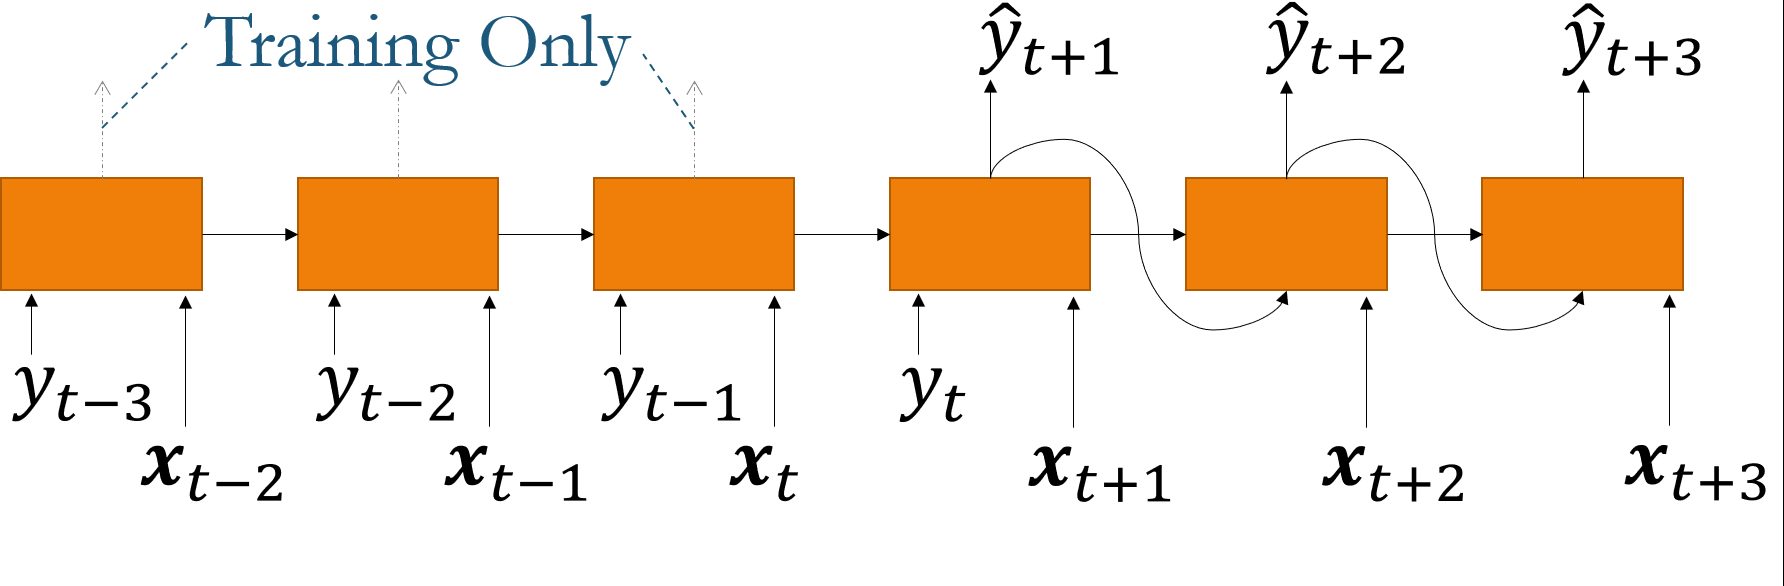 Training Only
ŷt+1 ŷt+2 ŷt+3
yt−3 yt−2 yt−1 yt
xt−2 xt−1 xt xt+1 xt+2 xt+3